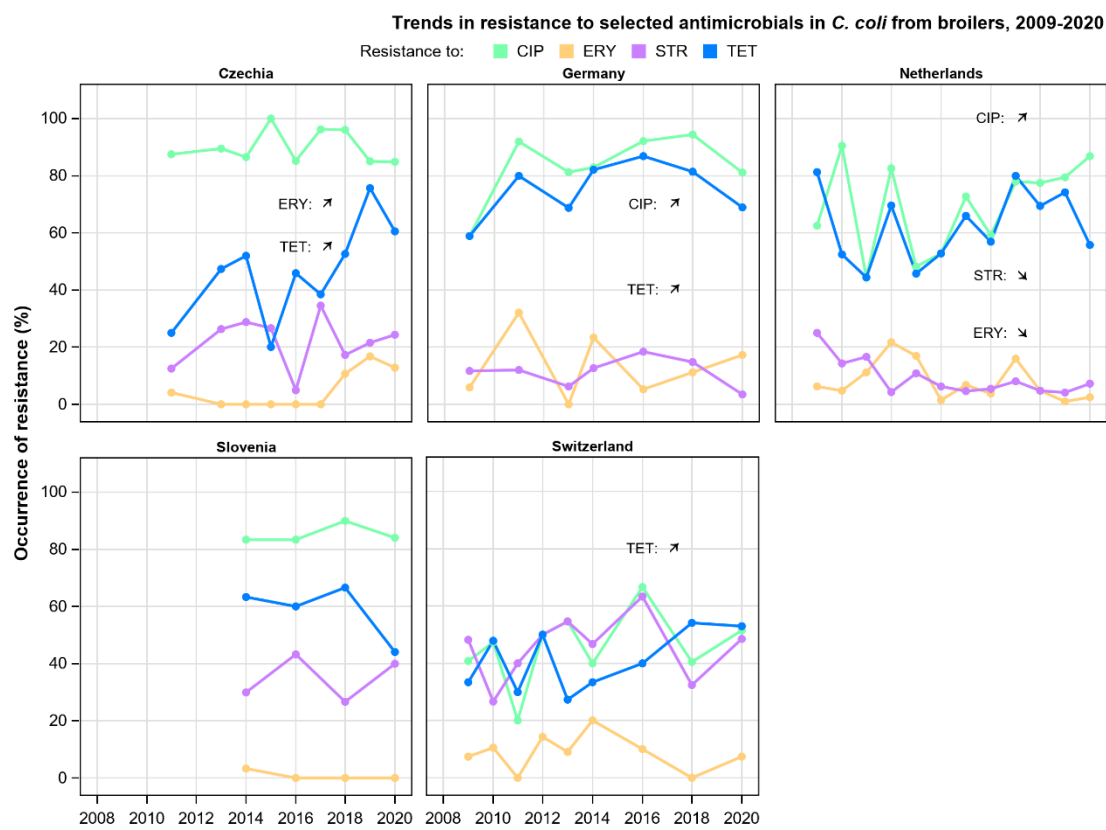 Trends in resistance to selected antimicrobials in C. coli from broilers, 2009-2020
Resistance to: CIP ERY STR TET
Czechia Germany Netherlands
100
80
60
40
20
0
ERY: ↗
TET: ↗
CIP: ↗
TET: ↗
CIP: ↗
STR: ↘
ERY: ↘
Occurrence of resistance (%)
Slovenia Switzerland
100
80
60
40
20
0
TET: ↗
2008 2010 2012 2014 2016 2018 2020
2008 2010 2012 2014 2016 2018 2020